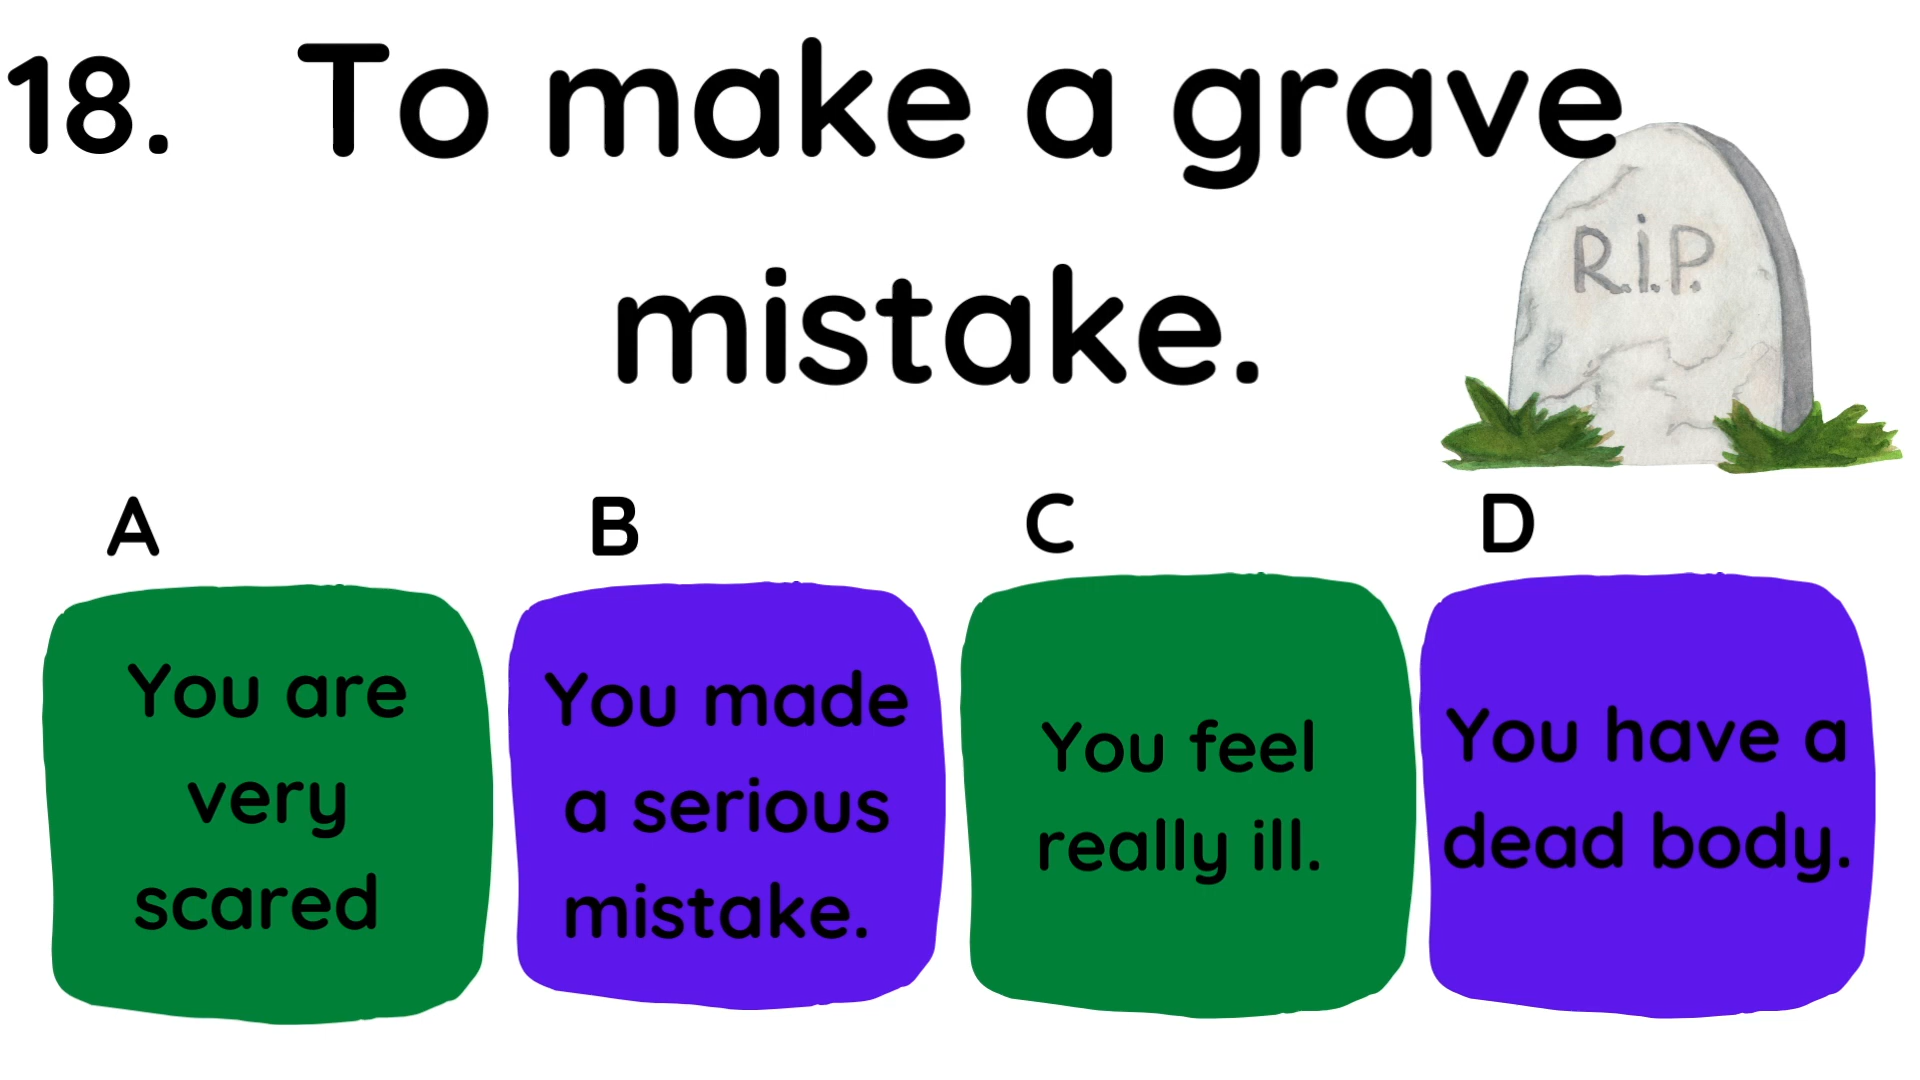 18. To make a grave
mistake.
R.i.P.
A
B
C
D
You are
very
scared
You made
a serious
mistake.
You feel
really ill.
You have a
dead body.